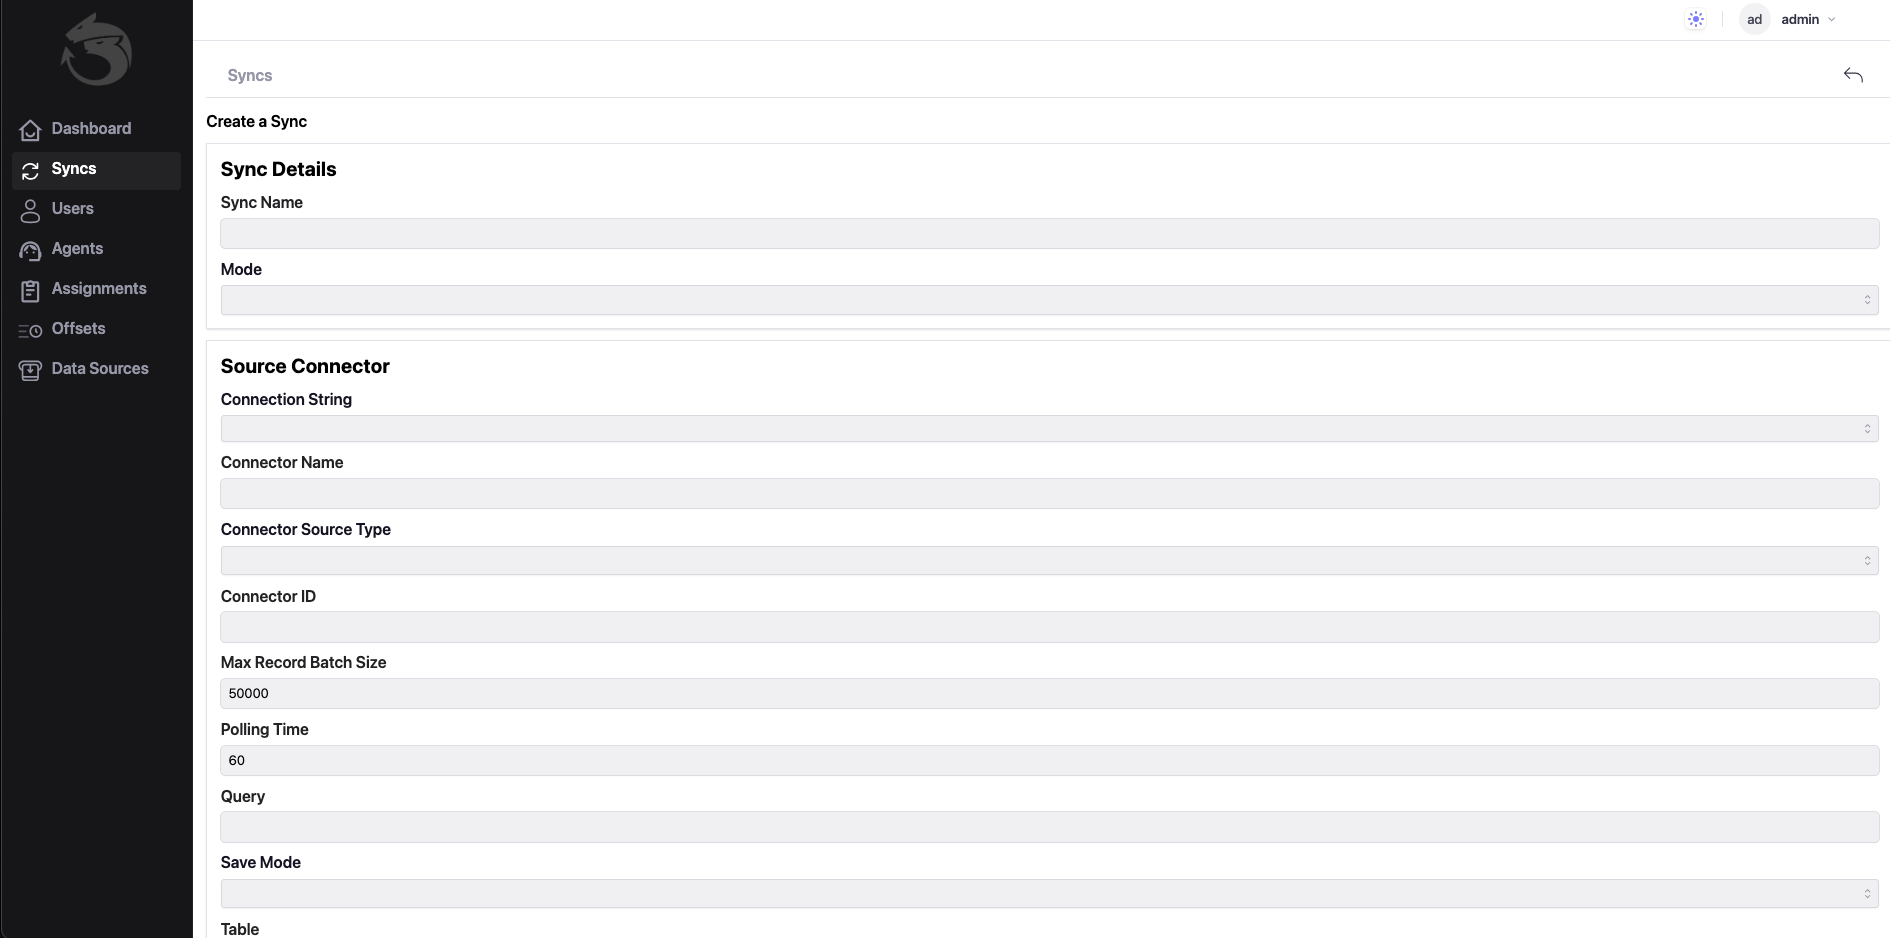 ad admin
Syncs
Dashboard
Syncs
Users
Agents
Assignments
Offsets
Data Sources
Create a Sync
Sync Details
Sync Name
Mode
Source Connector
Connection String
Connector Name
Connector Source Type
Connector ID
Max Record Batch Size
50000
Polling Time
60
Query
Save Mode
Table